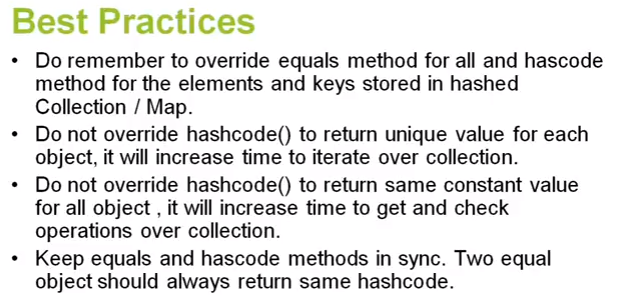 Best Practices
• Do remember to override equals method for all and hascode
method for the elements and keys stored in hashed
Collection / Map.
• Do not override hashcode() to return unique value for each
object, it will increase time to iterate over collection.
• Do not override hashcode() to return same constant value
for all object , it will increase time to get and check
operations over collection.
• Keep equals and hascode methods in sync. Two equal
object should always return same hashcode.